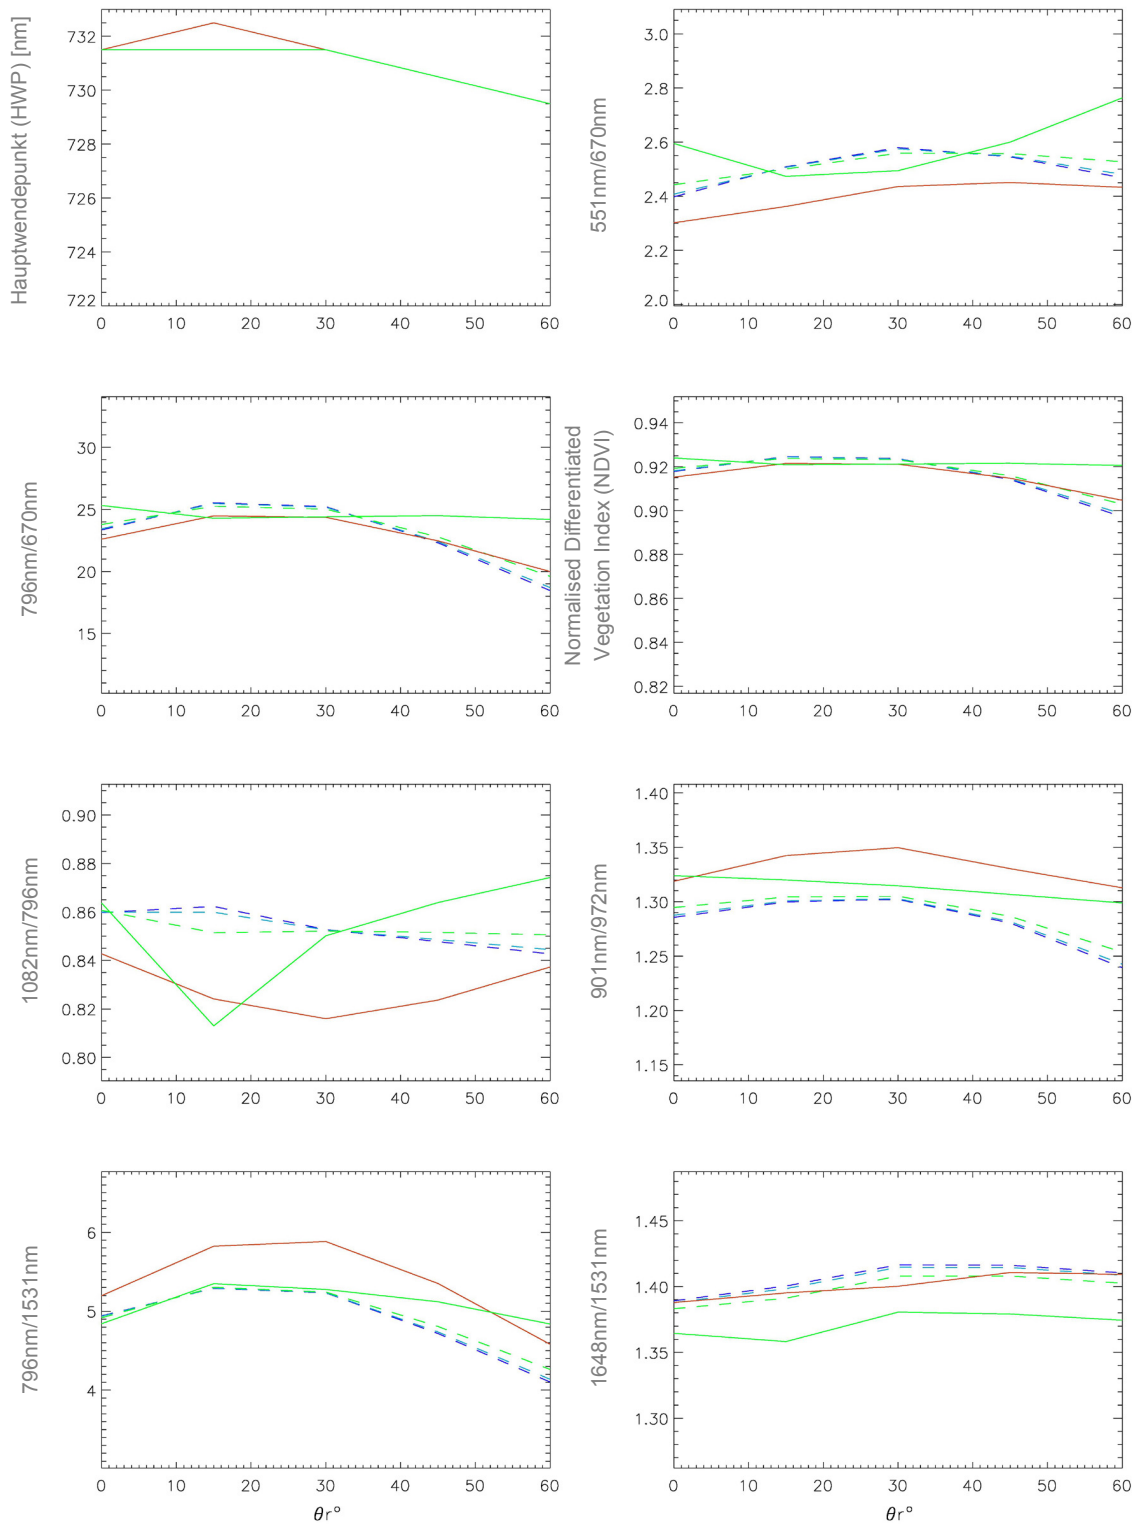 Hauptwendepunkt (HWP) [nm]
732
730
728
726
724
722
0 10 20 30 40 50 60
551nm/670nm
3.0
2.8
2.6
2.4
2.2
2.0
0 10 20 30 40 50 60
796nm/670nm
30
25
20
15
0 10 20 30 40 50 60
Normalised Differentiated
Vegetation Index (NDVI)
0.94
0.92
0.90
0.88
0.86
0.84
0.82
0 10 20 30 40 50 60
1082nm/796nm
0.90
0.88
0.86
0.84
0.82
0.80
0 10 20 30 40 50 60
901nm/972nm
1.40
1.35
1.30
1.25
1.20
1.15
0 10 20 30 40 50 60
796nm/1531nm
6
5
4
0 10 20 30 40 50 60
θr°
1648nm/1531nm
1.45
1.40
1.35
1.30
0 10 20 30 40 50 60
θr°